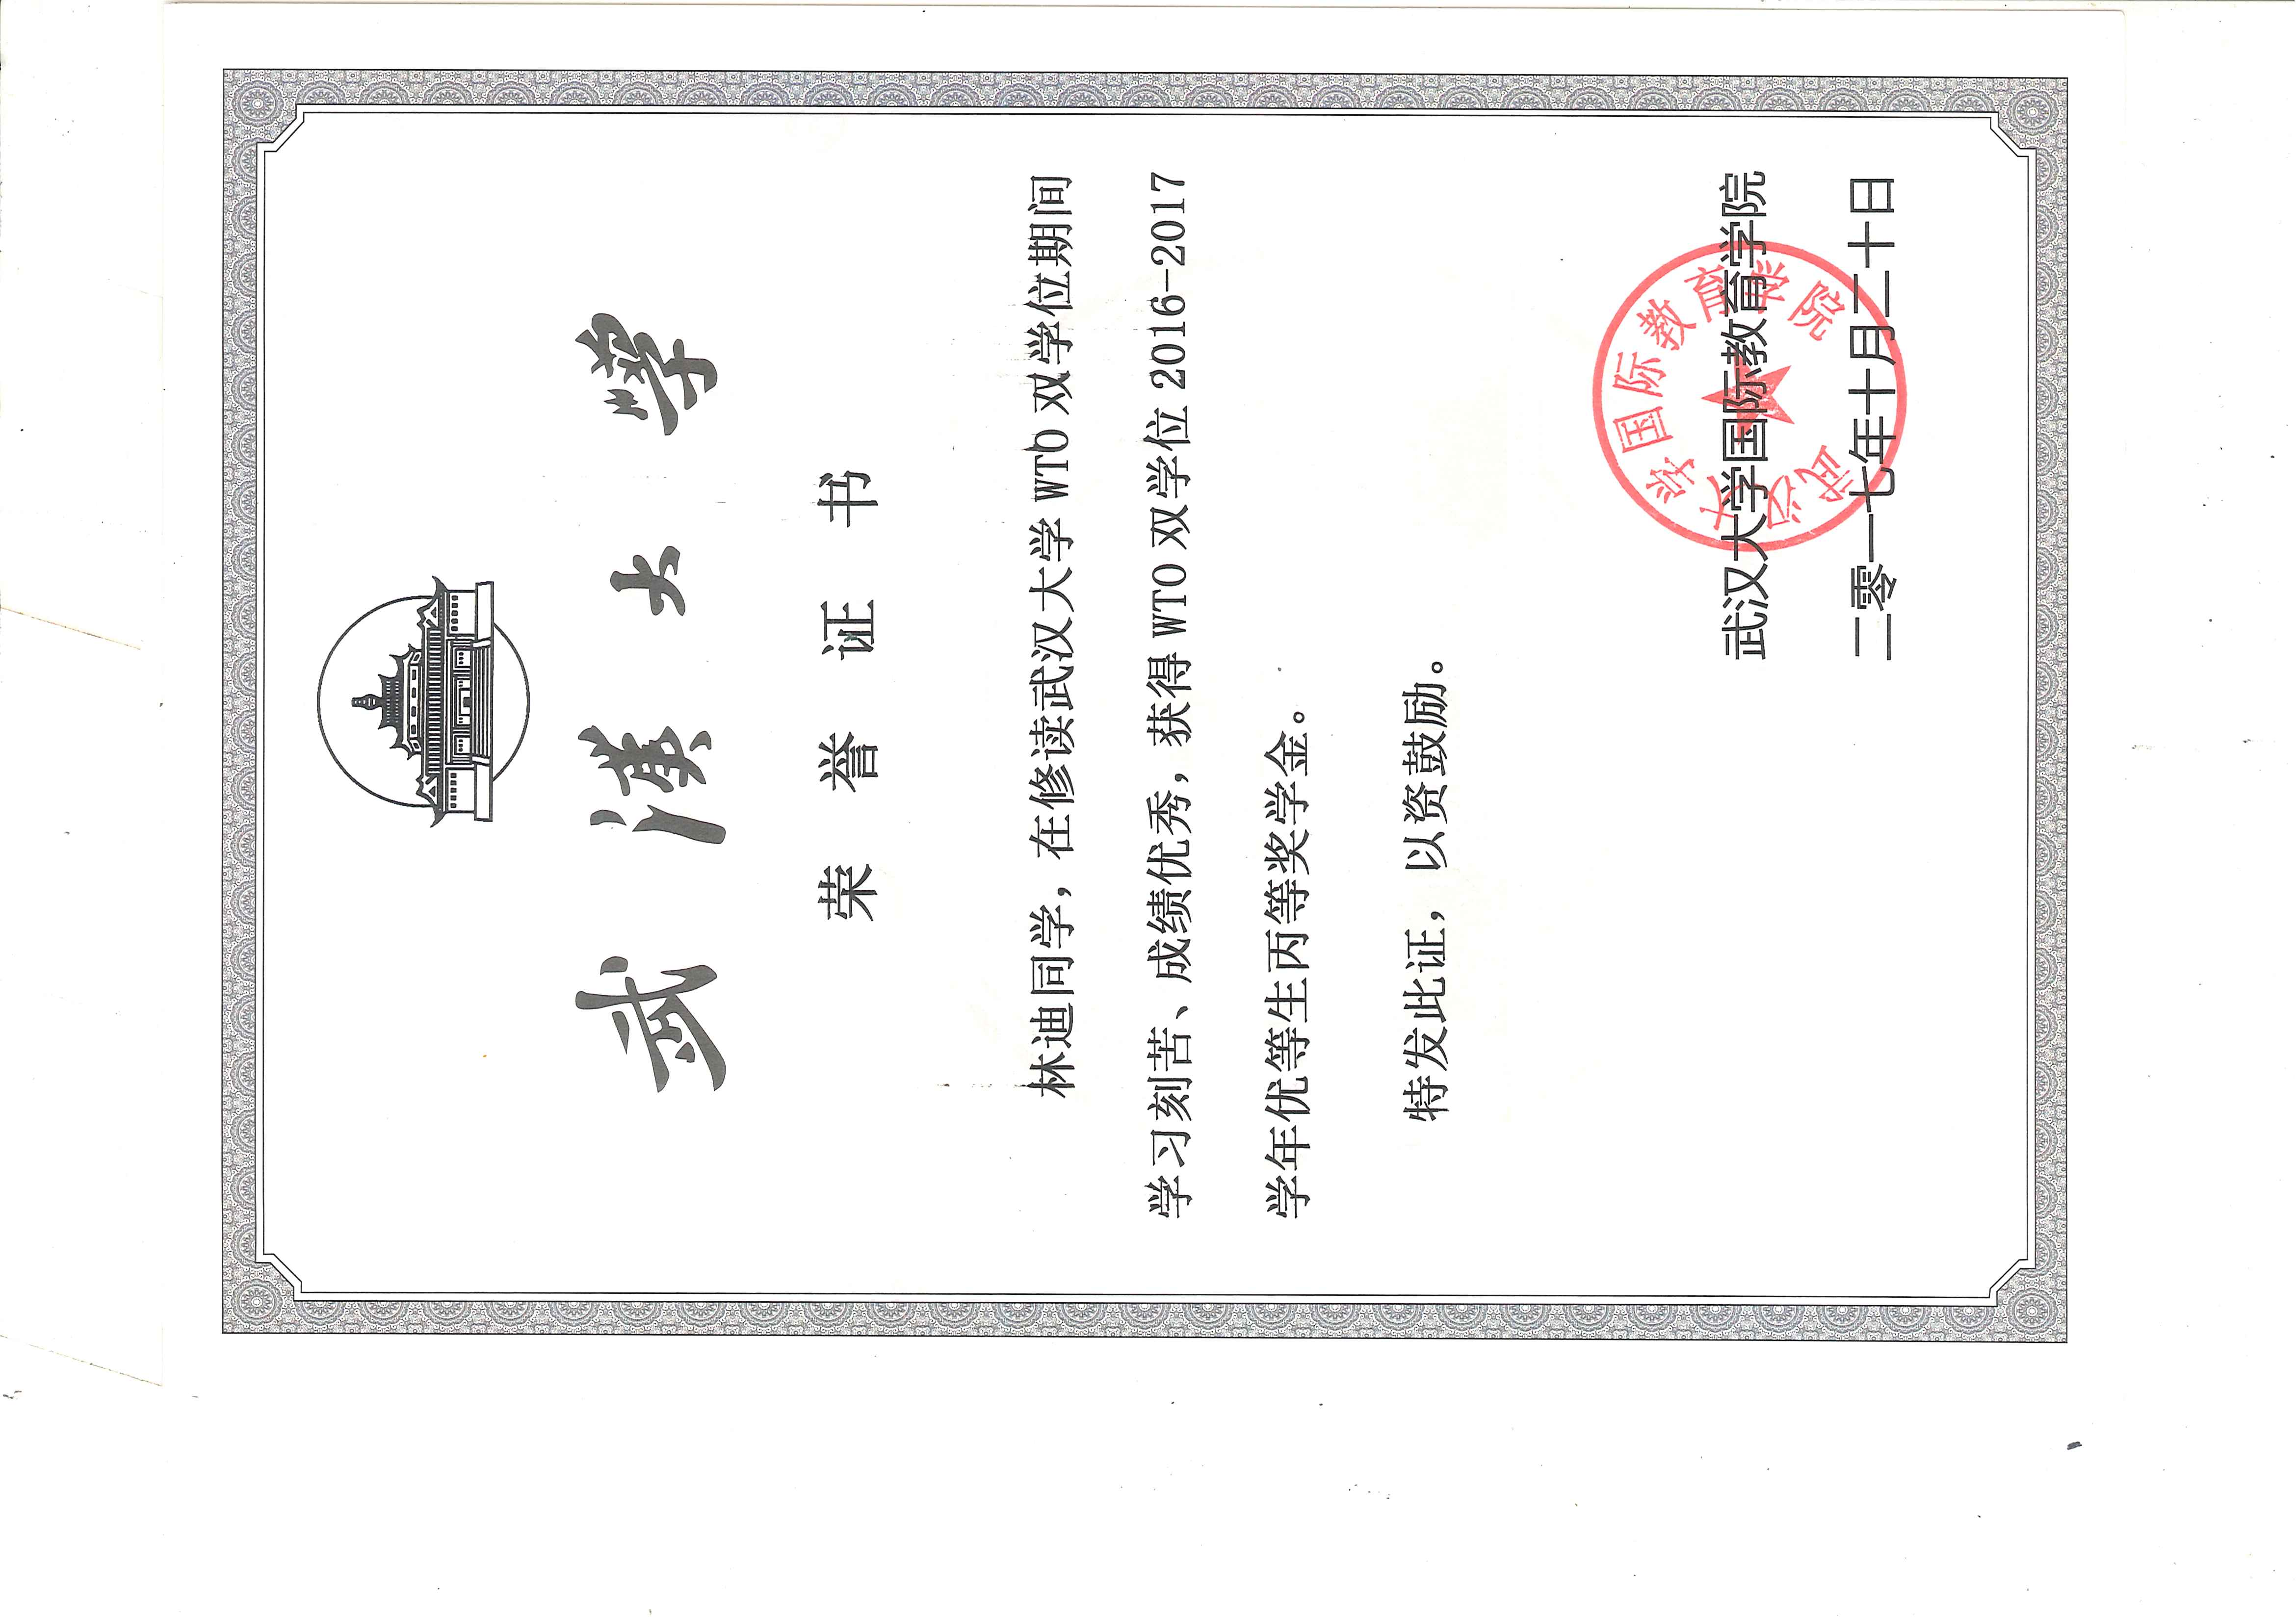 武漢大學
荣誉证书
林迪同学，在修读武汉大学 WTO 双学位期间
学习刻苦、成绩优秀，获得 WTO 双学位 2016-2017
学年优等生丙等奖学金。
特发此证，以资鼓励。
武汉大学国际教育学院
武汉大学国际教育学院
二零一七年十月二十日